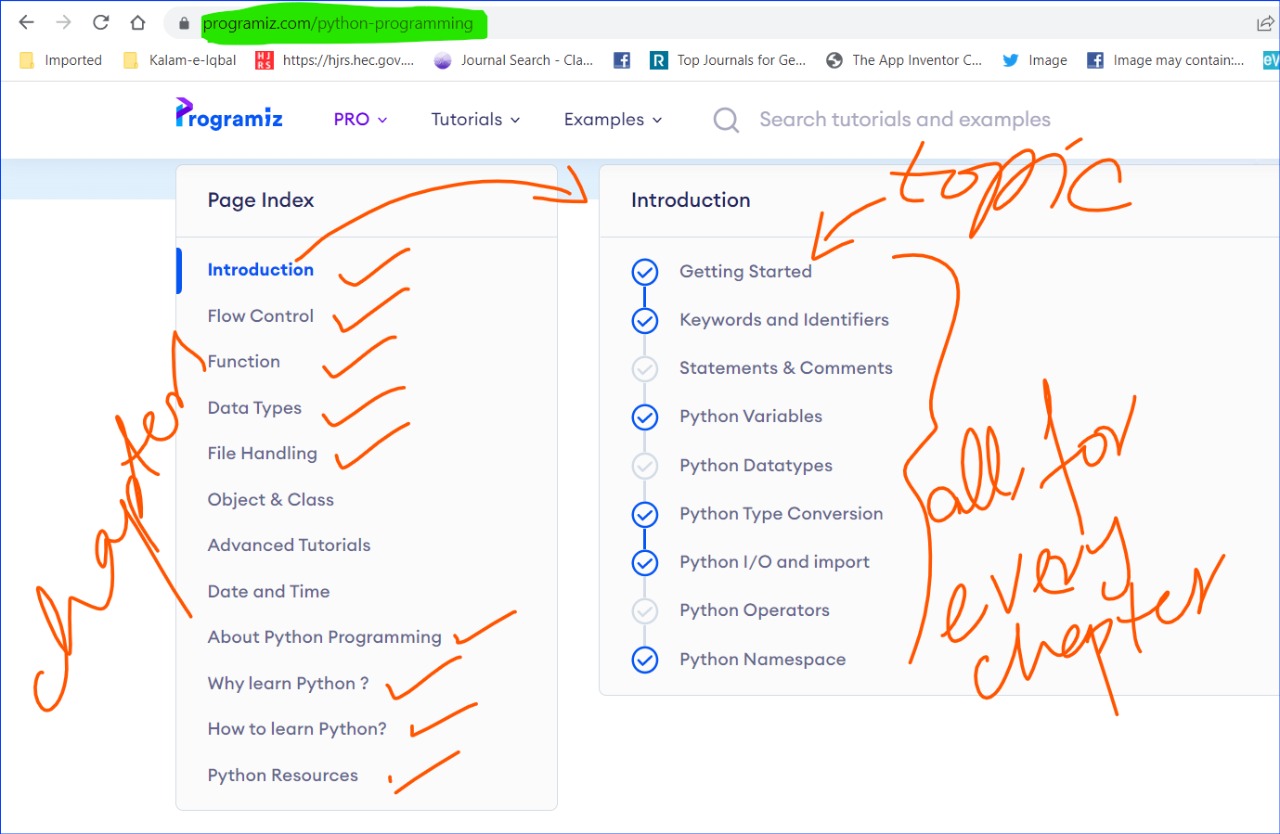 programiz.com/python-programming
Imported Kalam-e-Iqbal HJRS https://hjrs.hec.gov.... Journal Search - Cla... Top Journals for Ge... The App Inventor C... Image Image may contain:... eV
Programiz PRO Tutorials Examples Search tutorials and examples
topic
Page Index
Introduction
Flow Control
Function
Data Types
File Handling
Object & Class
Advanced Tutorials
Date and Time
About Python Programming
Why learn Python ?
How to learn Python?
Python Resources
chapter
Introduction
Getting Started
Keywords and Identifiers
Statements & Comments
Python Variables
Python Datatypes
Python Type Conversion
Python I/O and import
Python Operators
Python Namespace
all, for
every
chepter